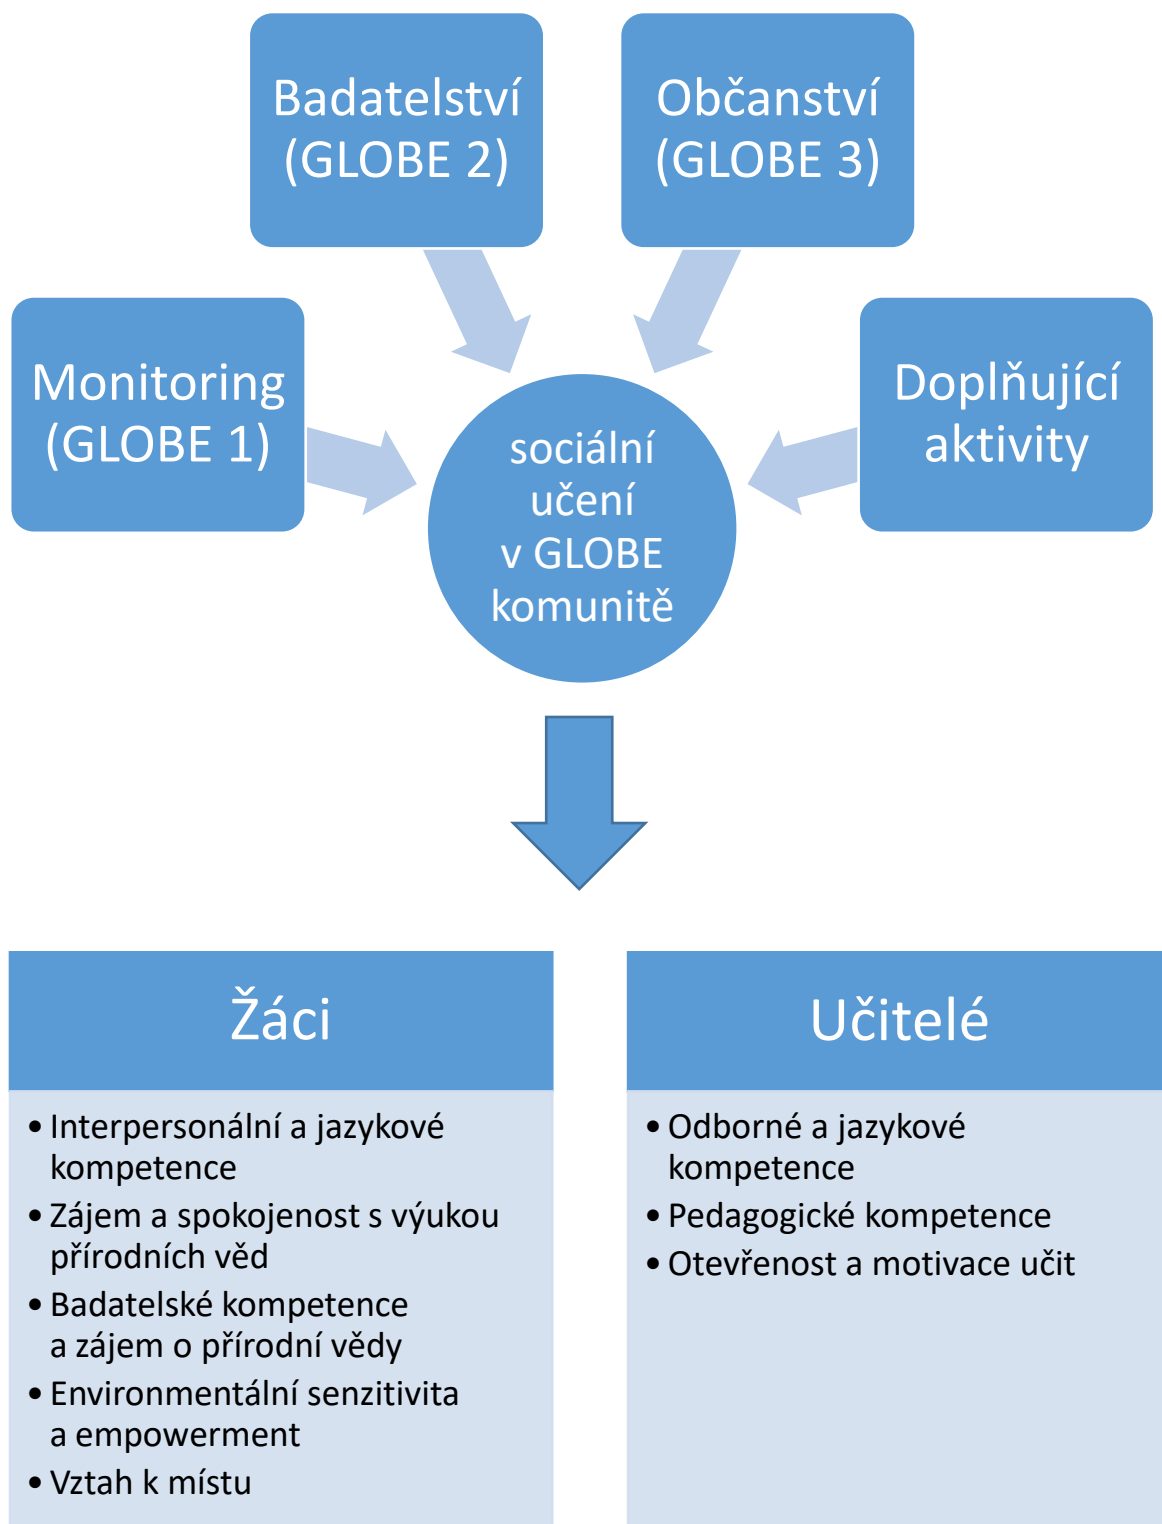 Badatelství
(GLOBE 2)
Občanství
(GLOBE 3)
Monitoring
(GLOBE 1)
Doplňující
aktivity
sociální
učení
v GLOBE
komunitě
Žáci
• Interpersonální a jazykové
kompetence
• Zájem a spokojenost s výukou
přírodních věd
• Badatelské kompetence
a zájem o přírodní vědy
• Environmentální senzitivita
a empowerment
• Vztah k místu
Učitelé
• Odborné a jazykové
kompetence
• Pedagogické kompetence
• Otevřenost a motivace učit